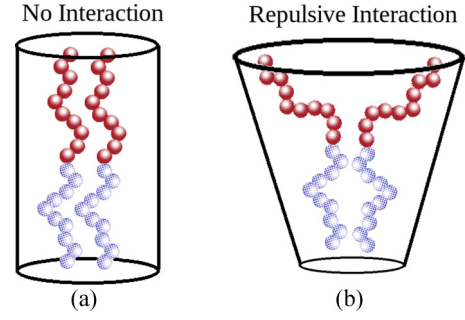 No Interaction
Repulsive Interaction
(a)
(b)